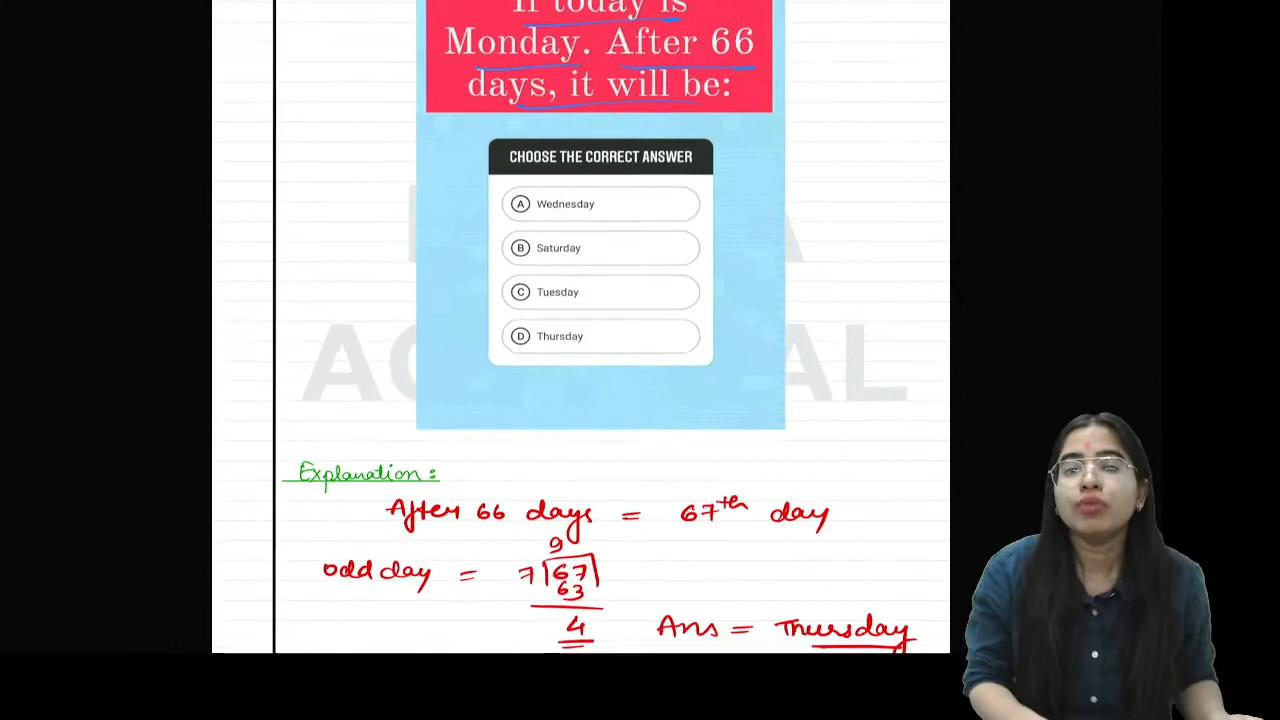 If today is
Monday. After 66
days, it will be:
CHOOSE THE CORRECT ANSWER
A Wednesday
B Saturday
C Tuesday
D Thursday
Explanation :
After 66 days = 67th day
9
odd day = 7 67
63
4 Ans = Thursday